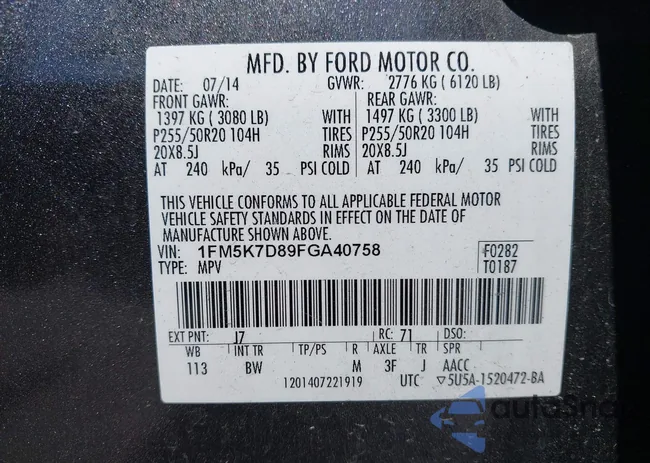 MFD. BY FORD MOTOR CO.
DATE: 07/14 GVWR: 2776 KG ( 6120 LB)
FRONT GAWR: REAR GAWR:
1397 KG ( 3080 LB) WITH 1497 KG ( 3300 LB) WITH
P255/50R20 104H TIRES P255/50R20 104H TIRES
20X8.5J RIMS 20X8.5J RIMS
AT 240 kPa/ 35 PSI COLD AT 240 kPa/ 35 PSI COLD
THIS VEHICLE CONFORMS TO ALL APPLICABLE FEDERAL MOTOR
VEHICLE SAFETY STANDARDS IN EFFECT ON THE DATE OF
MANUFACTURE SHOWN ABOVE.
VIN: 1FM5K7D89FGA40758 F0282
TYPE: MPV T0187
EXT PNT: J7 RC: 71 DSO:
WB INT TR TP/PS R AXLE TR SPR
113 BW M 3F J AACC
1201407221919 UTC ▽5U5A-1520472-BA